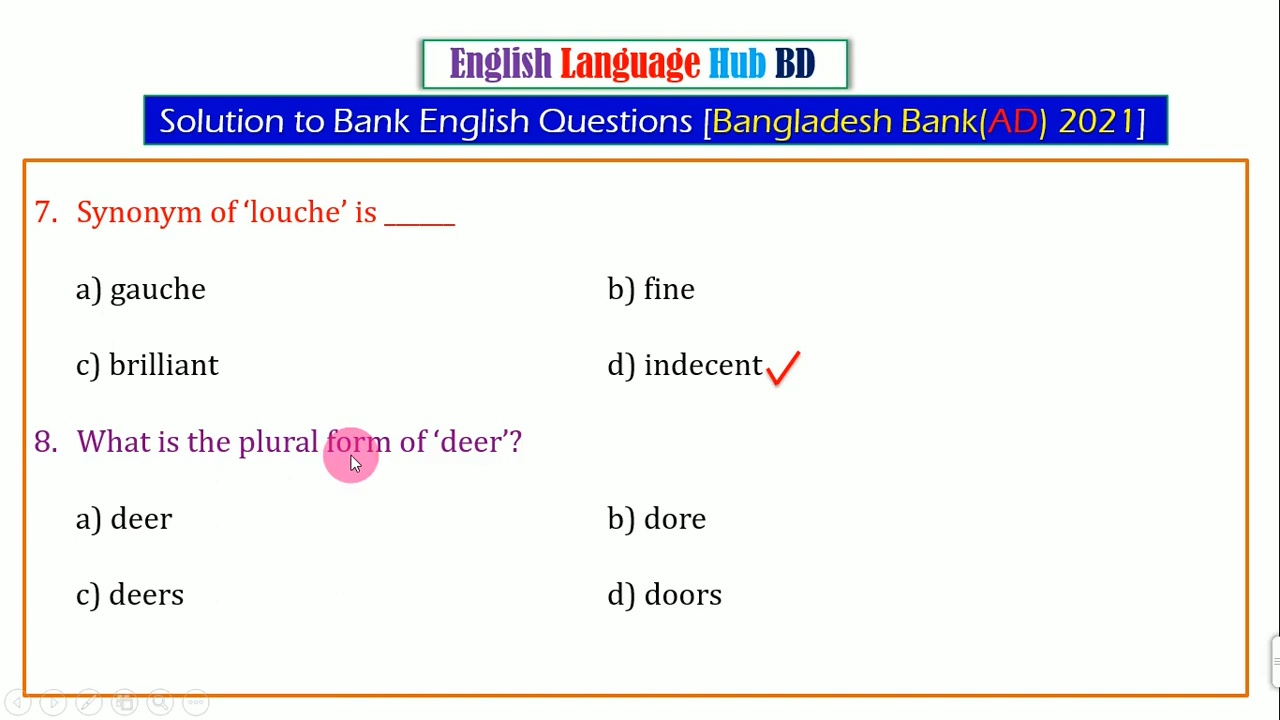 English Language Hub BD
Solution to Bank English Questions [Bangladesh Bank(AD) 2021]
7. Synonym of ‘louche’ is ______
a) gauche b) fine
c) brilliant d) indecent
8. What is the plural form of ‘deer’?
a) deer b) dore
c) deers d) doors